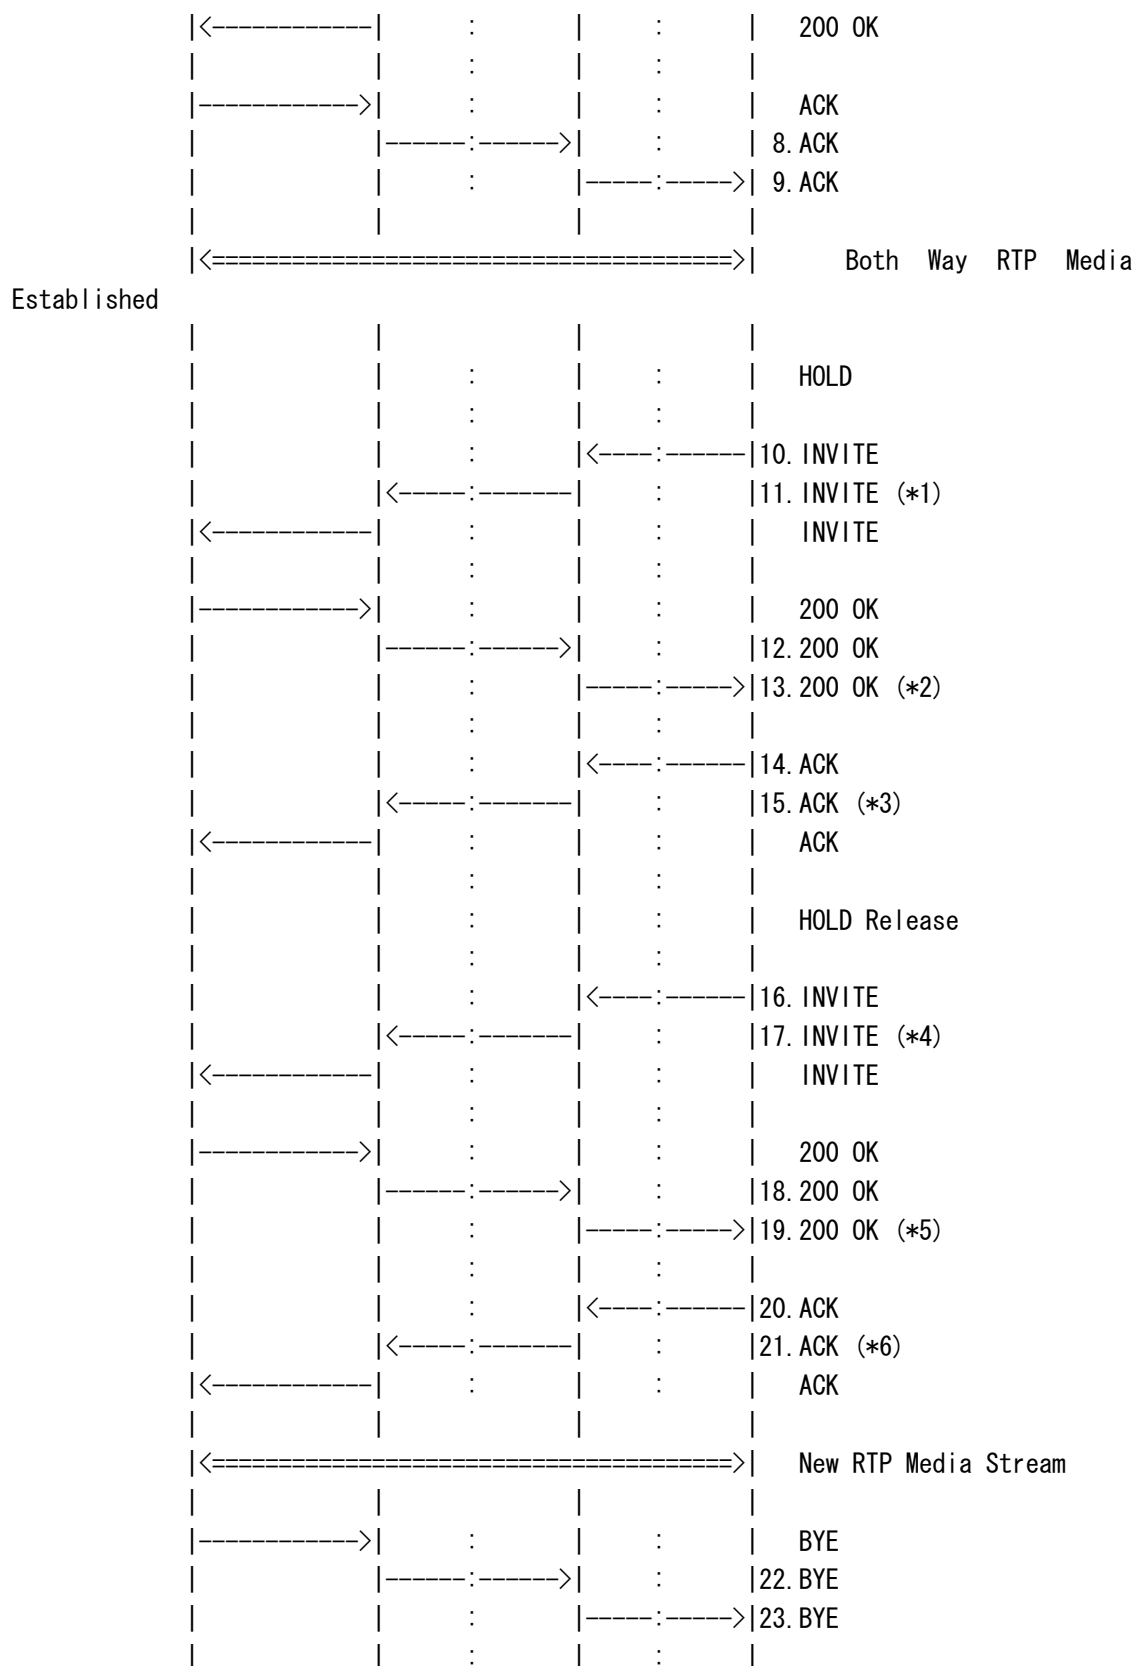 |<------------| : | : | 200 OK
| | : | : |
|------------>| : | : | ACK
| |------:------>| : | 8.ACK
| | : |-----:----->| 9.ACK
| | | |
|<=======================================>| Both Way RTP Media
Established
| | | |
| | : | : | HOLD
| | : | : |
| | : |<----:------|10.INVITE
| |<-----:-------| : |11.INVITE (*1)
|<------------| : | : | INVITE
| | : | : |
|------------>| : | : | 200 OK
| |------:------>| : |12.200 OK
| | : |-----:----->|13.200 OK (*2)
| | : | : |
| | : |<----:------|14.ACK
| |<-----:-------| : |15.ACK (*3)
|<------------| : | : | ACK
| | : | : |
| | : | : | HOLD Release
| | : | : |
| | : |<----:------|16.INVITE
| |<-----:-------| : |17.INVITE (*4)
|<------------| : | : | INVITE
| | : | : |
|------------>| : | : | 200 OK
| |------:------>| : |18.200 OK
| | : |-----:----->|19.200 OK (*5)
| | : | : |
| | : |<----:------|20.ACK
| |<-----:-------| : |21.ACK (*6)
|<------------| : | : | ACK
| | | |
|<=======================================>| New RTP Media Stream
| | | |
|------------>| : | : | BYE
| |------:------>| : |22.BYE
| | : |-----:----->|23.BYE
| | : | : |